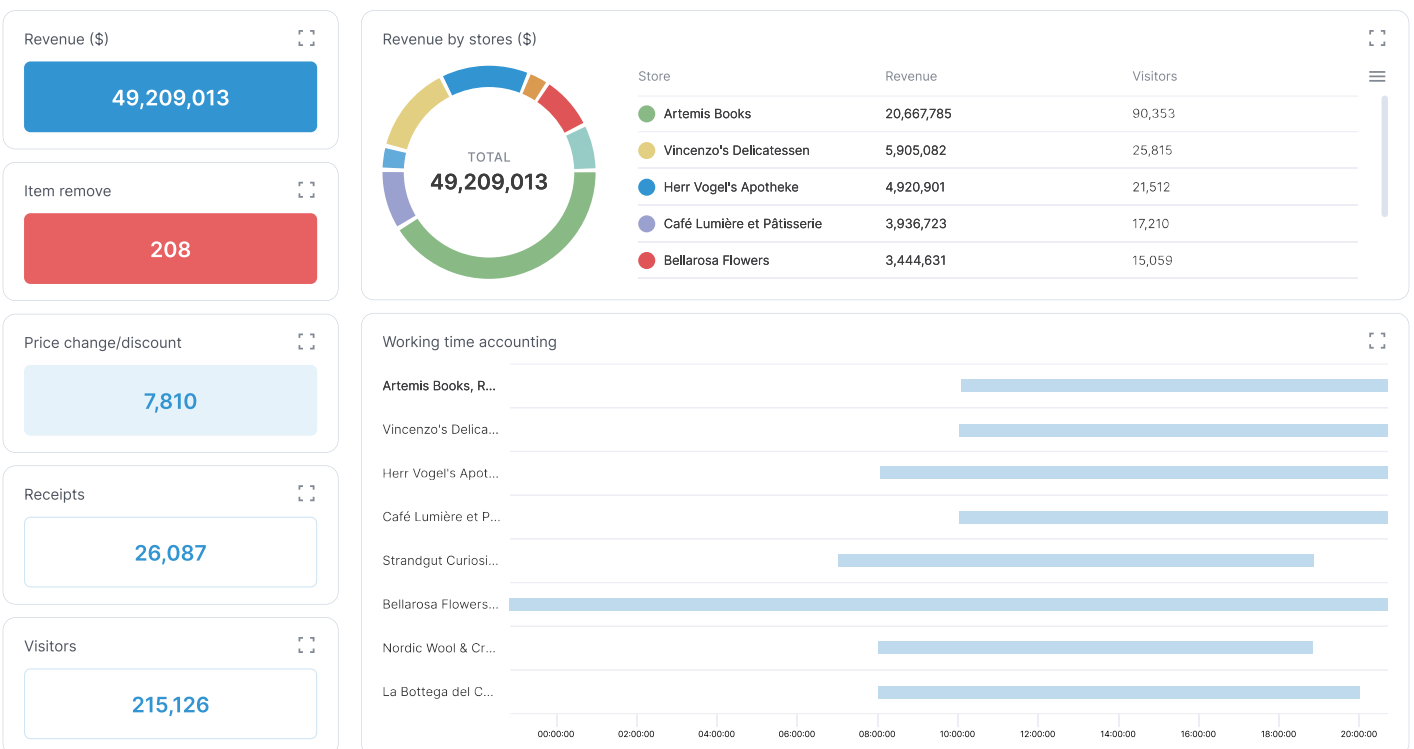 Revenue ($)
49,209,013
Item remove
208
Price change/discount
7,810
Receipts
26,087
Visitors
215,126
Revenue by stores ($)
TOTAL
49,209,013
Store Revenue Visitors
Artemis Books 20,667,785 90,353
Vincenzo's Delicatessen 5,905,082 25,815
Herr Vogel's Apotheke 4,920,901 21,512
Café Lumière et Pâtisserie 3,936,723 17,210
Bellarosa Flowers 3,444,631 15,059
Working time accounting
Artemis Books, R...
Vincenzo's Delica...
Herr Vogel's Apot...
Café Lumière et P...
Strandgut Curiosi...
Bellarosa Flowers...
Nordic Wool & Cr...
La Bottega del C...
00:00:00 02:00:00 04:00:00 06:00:00 08:00:00 10:00:00 12:00:00 14:00:00 16:00:00 18:00:00 20:00:00